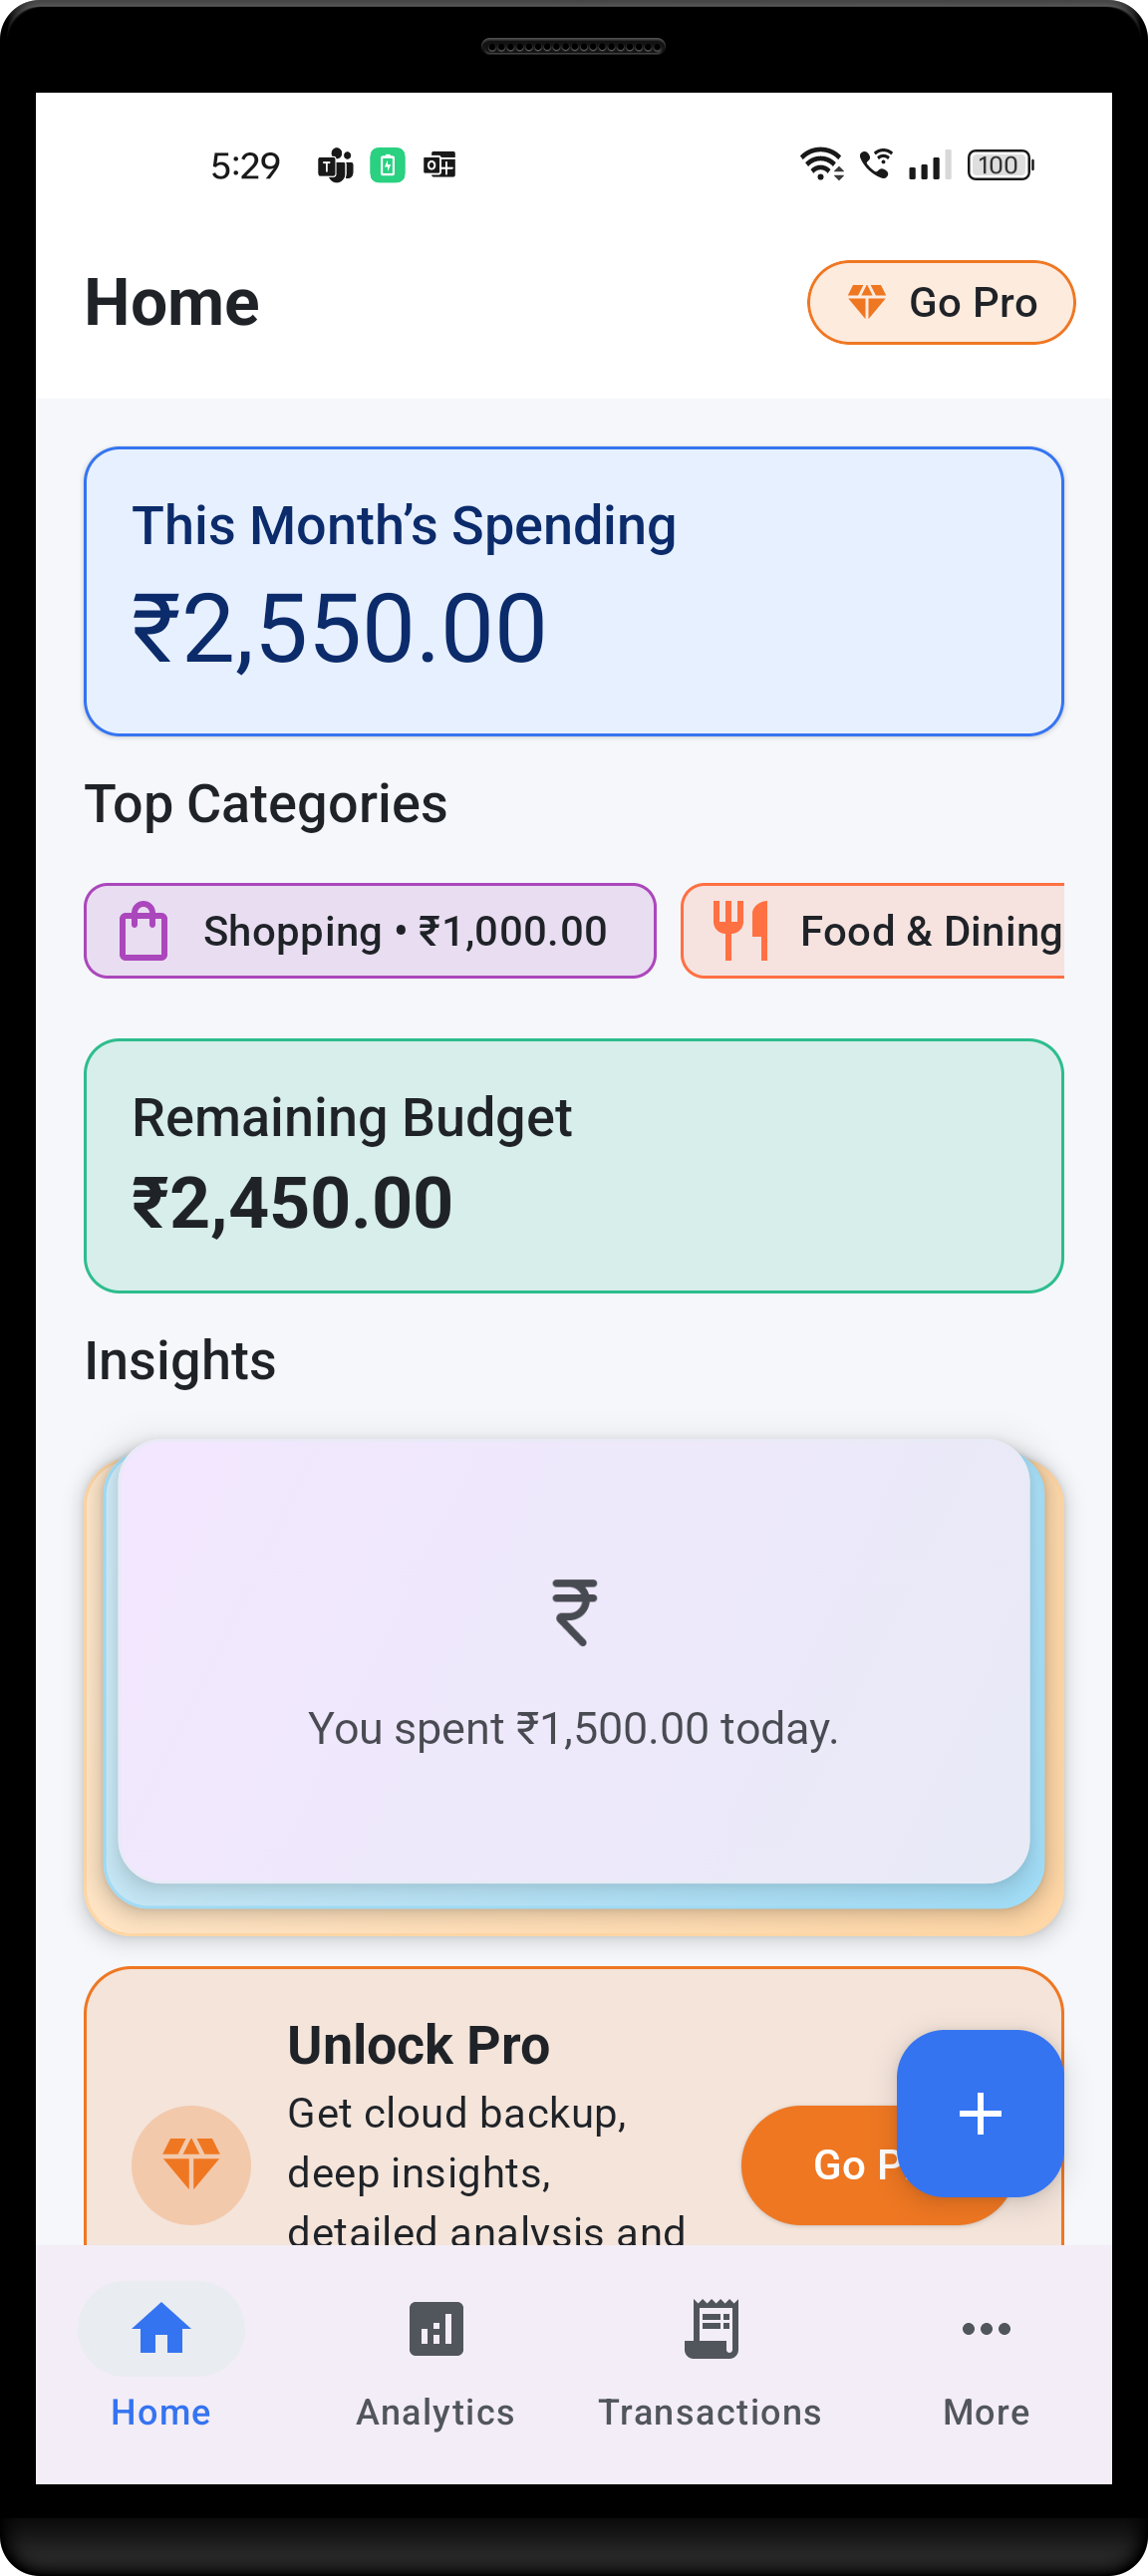 5:29
100
Home
Go Pro
This Month’s Spending
₹2,550.00
Top Categories
Shopping • ₹1,000.00
Food & Dining
Remaining Budget
₹2,450.00
Insights
₹
You spent ₹1,500.00 today.
Unlock Pro
Get cloud backup,
deep insights,
detailed analysis and
Go
+
Home
Analytics
Transactions
More